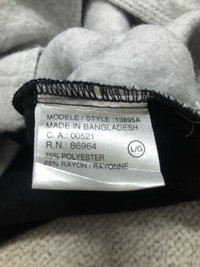 MODELE / STYLE : 13895A
MADE IN BANGLADESH
C. A.: 00521
R.N.: 86964
L/G
75% POLYESTER
25% RAYON / RAYONNE